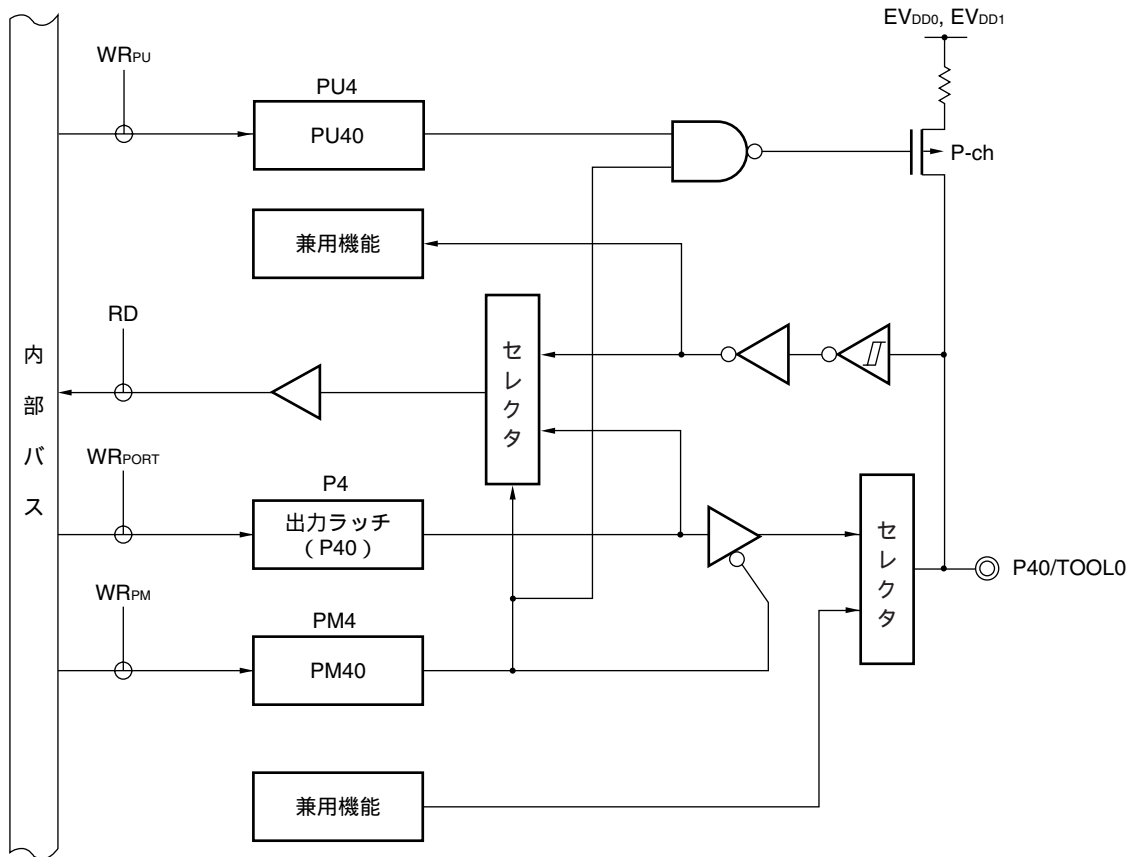 EVDD0, EVDD1
WRPU
PU4
PU40
P-ch
兼用機能
RD
セレクタ
内部バス
WRPORT
P4
出力ラッチ
（P40）
セレクタ
P40/TOOL0
WRPM
PM4
PM40
兼用機能